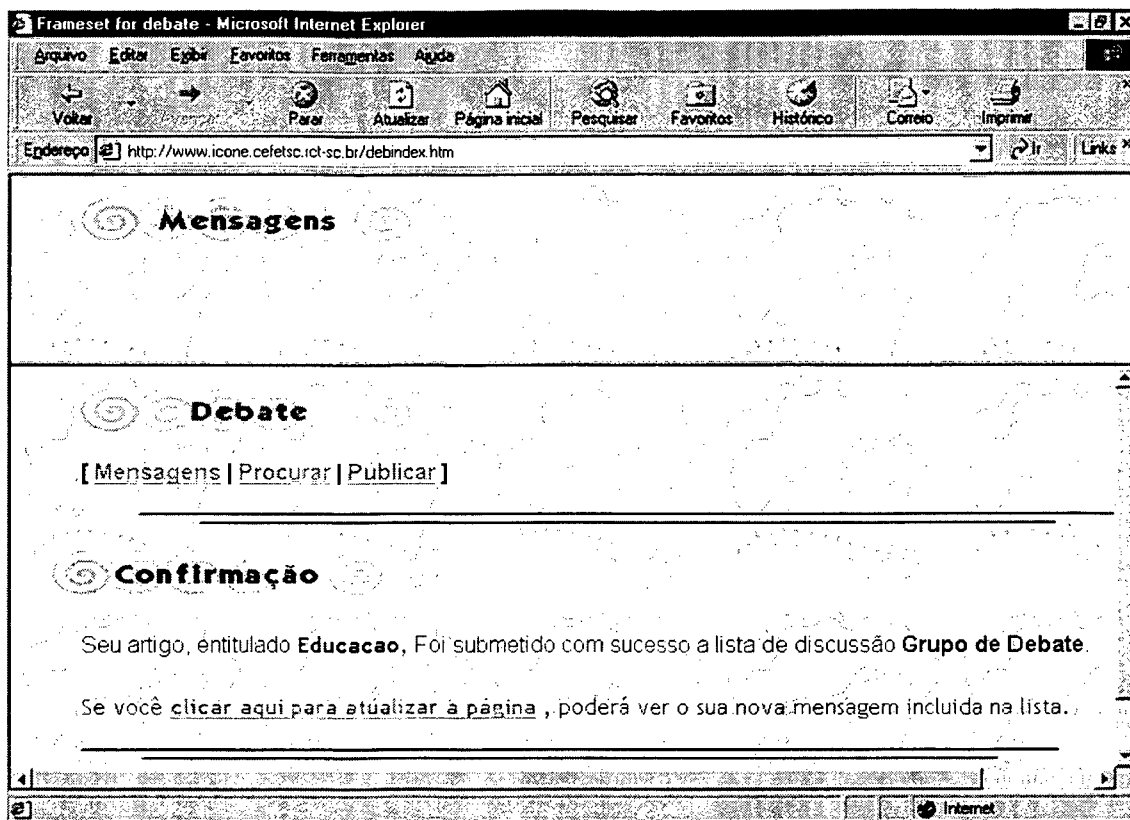 Frameset for debate - Microsoft Internet Explorer
Arquivo Editar Exibir Favoritos Ferramentas Ajuda
Voltar Avançar Parar Atualizar Página inicial Pesquisar Favoritos Histórico Correio Imprimir
Endereço http://www.icone.cefetsc.rct-sc.br/debindex.htm Ir Links
Mensagens
Debate
[ Mensagens | Procurar | Publicar ]
Confirmação
Seu artigo, entitulado Educacao, Foi submetido com sucesso a lista de discussão Grupo de Debate.
Se você clicar aqui para atualizar a página , poderá ver o sua nova mensagem incluida na lista.
Internet